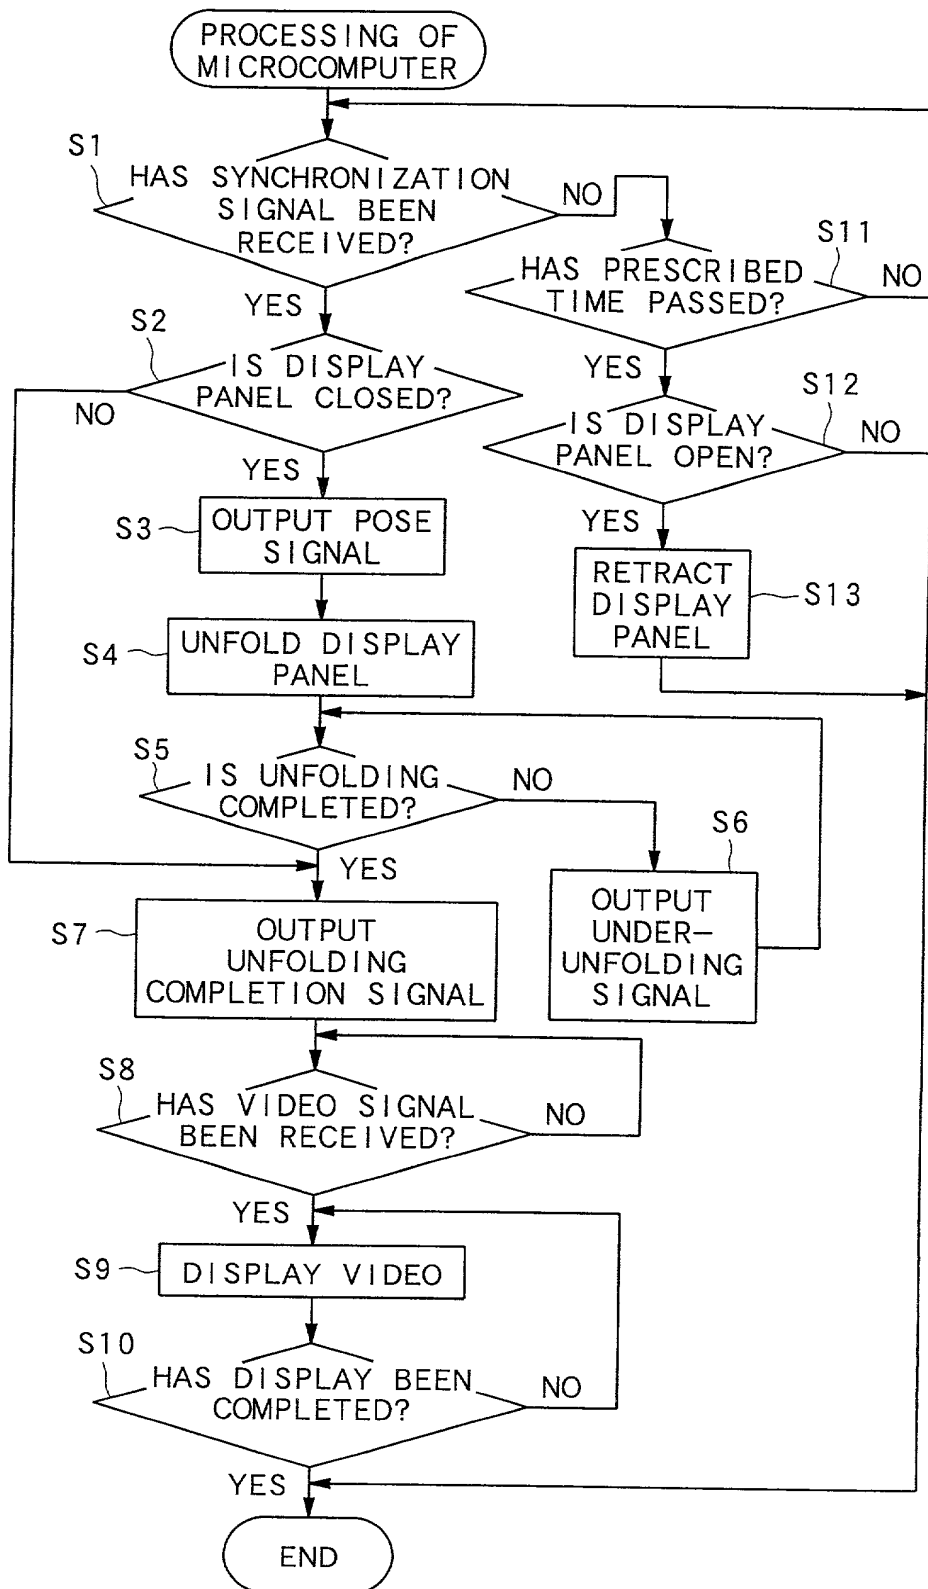 PROCESSING OF
MICROCOMPUTER
S1
HAS SYNCHRONIZATION
SIGNAL BEEN
RECEIVED?
NO
YES
S11
HAS PRESCRIBED
TIME PASSED?
NO
YES
S2
IS DISPLAY
PANEL CLOSED?
NO
YES
S12
IS DISPLAY
PANEL OPEN?
NO
YES
S3
OUTPUT POSE
SIGNAL
S13
RETRACT
DISPLAY
PANEL
S4
UNFOLD DISPLAY
PANEL
S5
IS UNFOLDING
COMPLETED?
NO
YES
S6
OUTPUT
UNDER-
UNFOLDING
SIGNAL
S7
OUTPUT
UNFOLDING
COMPLETION SIGNAL
S8
HAS VIDEO SIGNAL
BEEN RECEIVED?
NO
YES
S9
DISPLAY VIDEO
S10
HAS DISPLAY BEEN
COMPLETED?
NO
YES
END